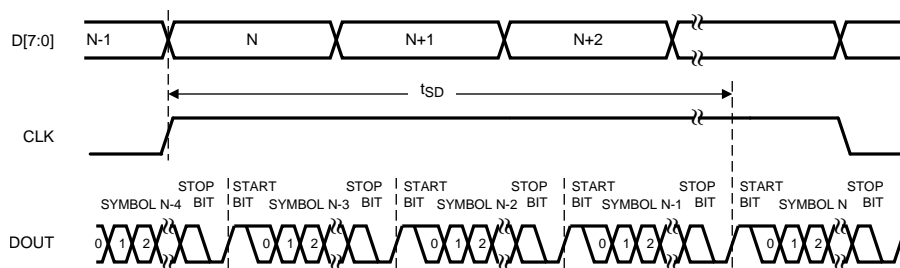 D[7:0] N-1 N N+1 N+2
tSD
CLK
STOP START STOP START STOP START STOP START STOP
SYMBOL N-4 BIT BIT SYMBOL N-3 BIT BIT SYMBOL N-2 BIT BIT SYMBOL N-1 BIT BIT SYMBOL N BIT
DOUT 0 1 2 0 1 2 0 1 2 0 1 2 0 1 2